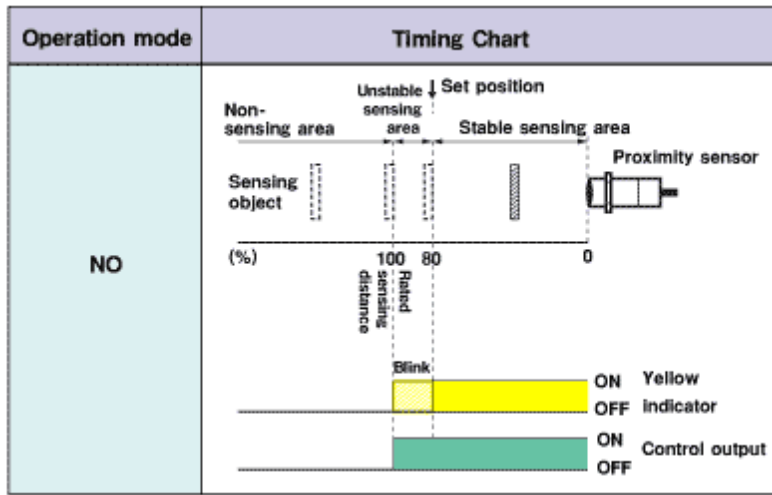 Operation mode
Timing Chart
NO
Unstable
sensing
area
Set position
Non-
sensing area
Stable sensing area
Proximity sensor
Sensing
object
(%)
100
80
0
Rated
sensing
distance
Blink
ON
OFF
Yellow
indicator
ON
OFF
Control output